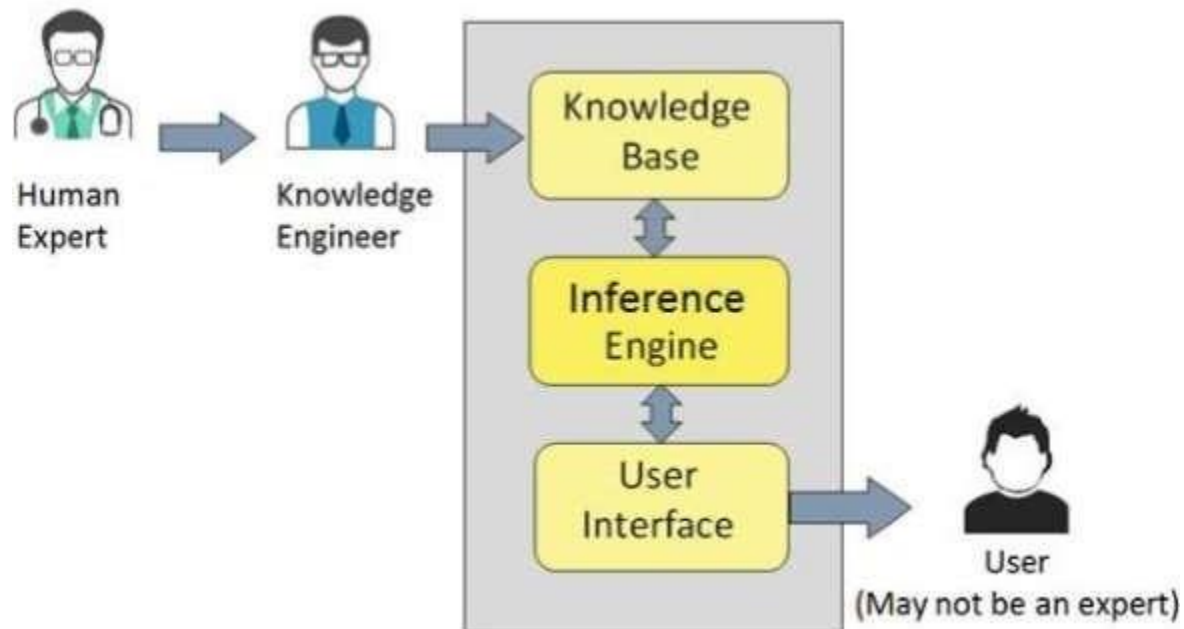 Human
Expert
Knowledge
Engineer
Knowledge
Base
Inference
Engine
User
Interface
User
(May not be an expert)